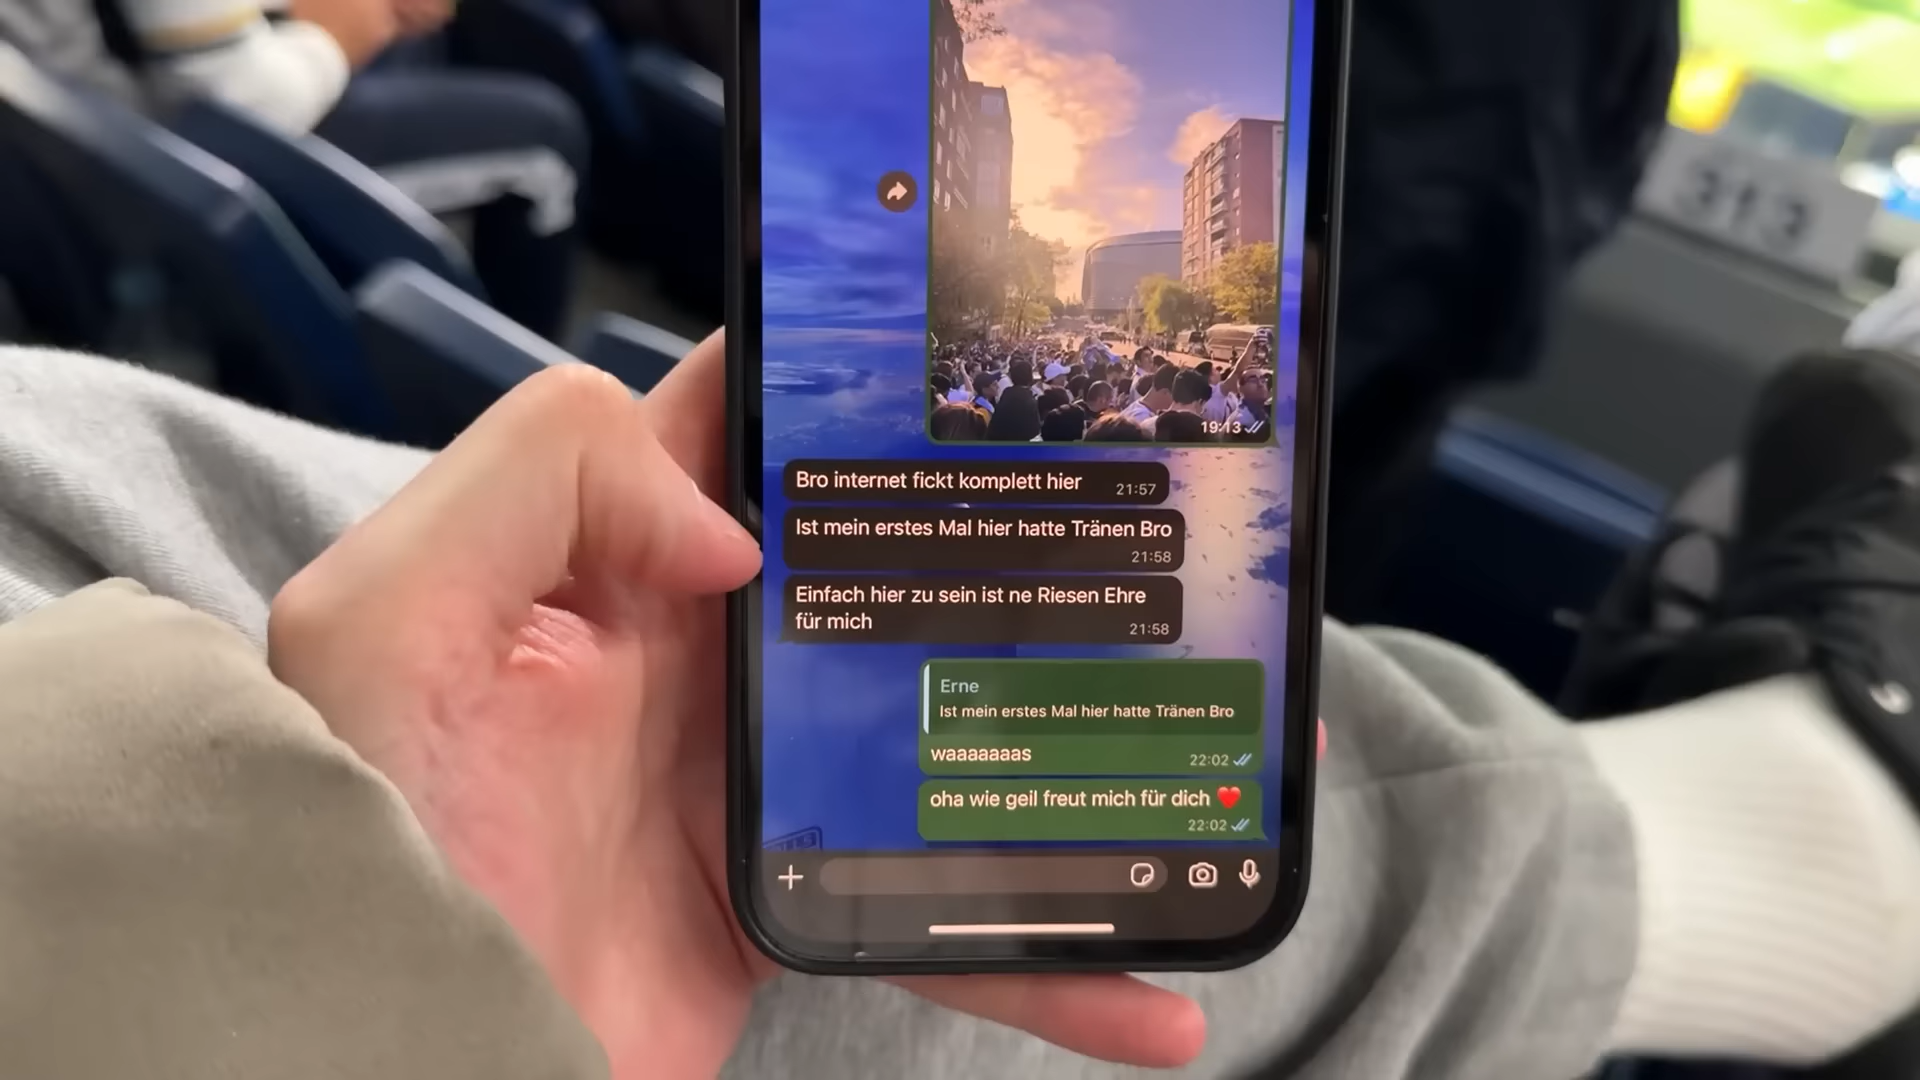 313
19:13
Bro internet fickt komplett hier
21:57
Ist mein erstes Mal hier hatte Tränen Bro
21:58
Einfach hier zu sein ist ne Riesen Ehre
für mich
21:58
Erne
Ist mein erstes Mal hier hatte Tränen Bro
waaaaaaas
22:02
oha wie geil freut mich für dich ❤️
22:02